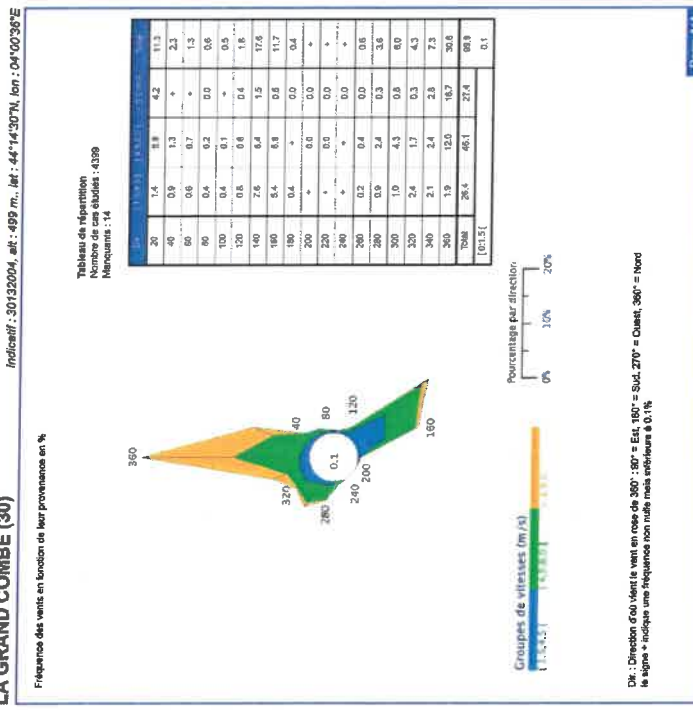 LA GRAND COMBE (30)
Indicatif : 30132004, alt : 499 m., lat : 44°14'30"N, lon : 04°00'36"E
Fréquence des vents en fonction de leur provenance en %
360
320
40
280
80
0.1
240
200
120
160
Tableau de répartition
Nombre de cas étudiés : 4399
Manquants : 14
20 1.4 5.8 4.2 11.3
40 0.9 1.3 + 2.3
60 0.6 0.7 + 1.3
80 0.4 0.2 0.0 0.6
100 0.4 0.1 + 0.5
120 0.8 0.6 0.4 1.8
140 7.6 8.4 1.5 17.6
160 6.8 11.7
180 0.4 + 0.0 0.4
200 + 0.0 0.0 +
220 + 0.0 0.0 +
240 + + 0.0 +
260 0.2 0.4 0.0 0.6
280 0.9 2.4 0.3 3.6
300 1.0 4.3 6.0
320 2.4 1.7 0.3 4.3
340 2.1 2.4 2.8 7.3
360 1.9 12.0 16.7 30.6
Total 26.4 46.1 27.4 99.9
[0;1.5 [ 0.1
Groupes de vitesses (m/s)
Pourcentage par direction
0% 10% 20%
Dir. : Direction d'où vient le vent en rose de 360° : 90° = Est, 180° = Sud, 270° = Ouest, 360° = Nord
le signe + indique une fréquence non nulle mais inférieure à 0.1%